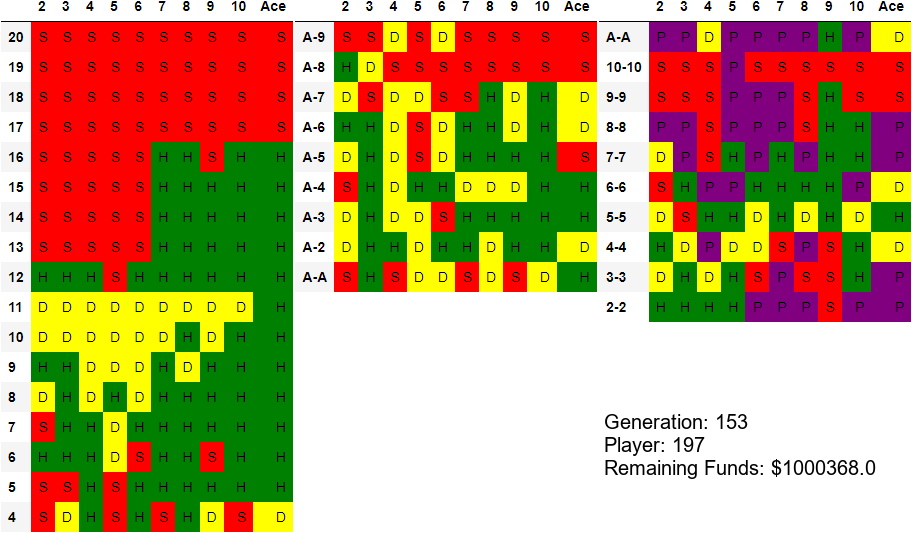 2 3 4 5 6 7 8 9 10 Ace
20 S S S S S S S S S S
19 S S S S S S S S S S
18 S S S S S S S S S S
17 S S S S S S S S S S
16 S S S S S H H S H H
15 S S S S S H H H H H
14 S S S S S H H H H H
13 S S S S S H H H H H
12 H H H S H H H H H H
11 D D D D D D D D D H
10 D D D D D D H D H H
9 H H D D D H D H H H
8 D H D H D H H H H H
7 S H H D H H H H H H
6 H H H D S H H S H H
5 S S H S H H H H H H
4 S D H S H S H D S D
2 3 4 5 6 7 8 9 10 Ace
A-9 S S D S D S S S S S
A-8 H D S S S S S S S S
A-7 D S D D S S H D H D
A-6 H H D S D H H D H D
A-5 D H D S D H H H H S
A-4 S H D H H D D D H H
A-3 D H D D S H H H H H
A-2 D H H D H H D H H D
A-A S H S D D S D S D H
2 3 4 5 6 7 8 9 10 Ace
A-A P P D P P P P H P D
10-10 S S S P S S S S S S
9-9 S S S P P P S H S S
8-8 P P S P P P S H H P
7-7 D P S H P H P H H P
6-6 S H P P H H H H P D
5-5 D S H H D H D H D H
4-4 H D P D D S P S H D
3-3 D H D H S P S S H P
2-2 H H H H P P P S P P
Generation: 153
Player: 197
Remaining Funds: $1000368.0